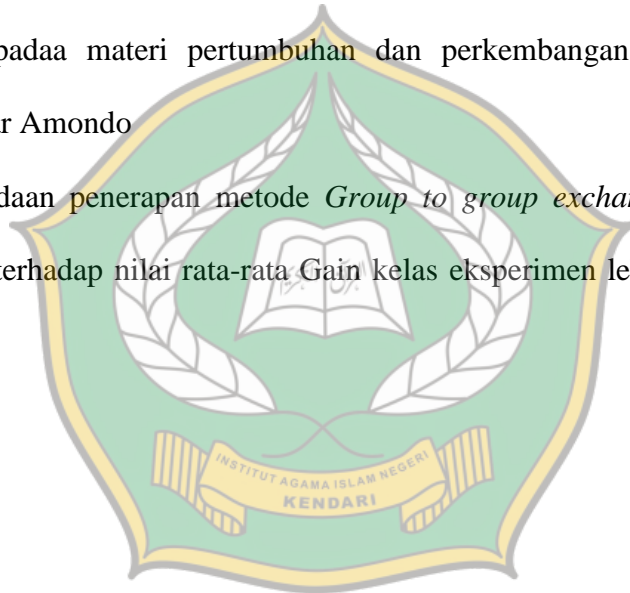 padaa materi pertumbuhan dan perkembangan
ar Amondo
daan penerapan metode Group to group exchan
terhadap nilai rata-rata Gain kelas eksperimen le
INSTITUT AGAMA ISLAM NEGERI
KENDARI